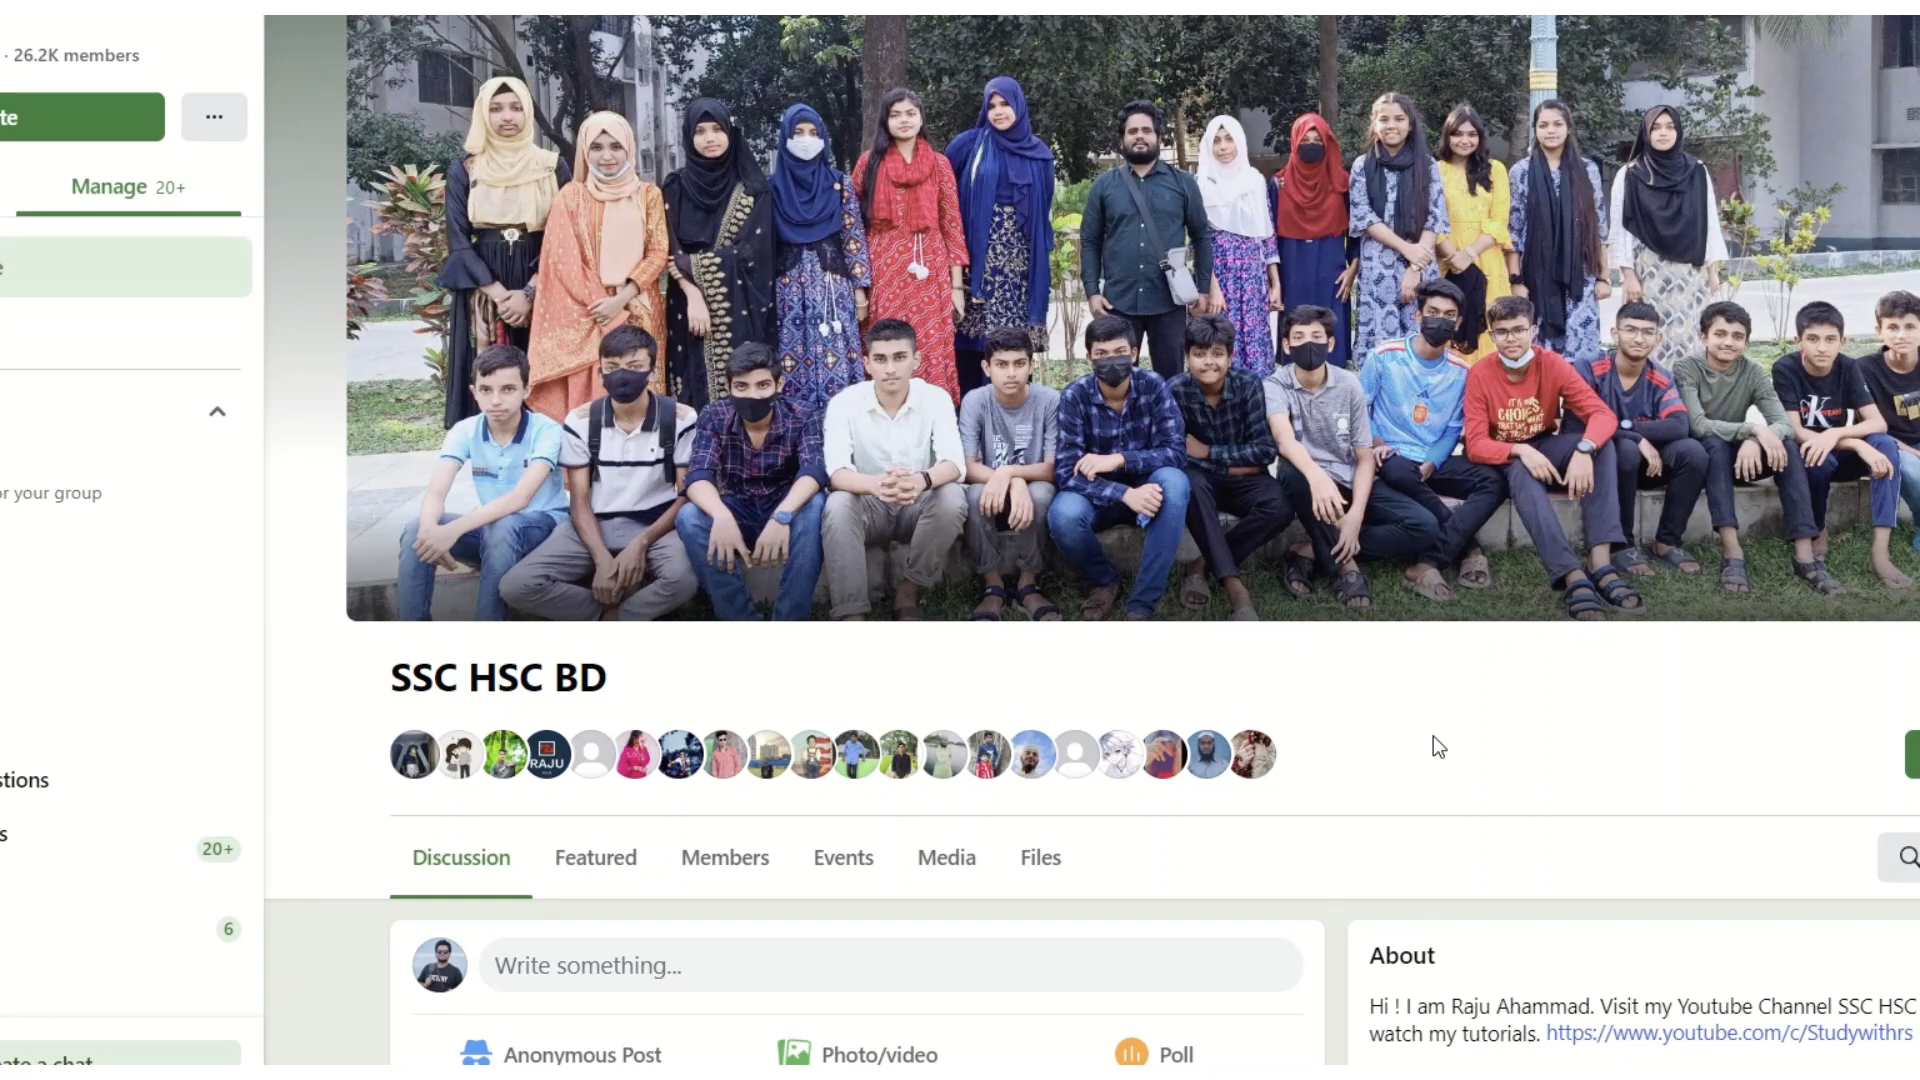 · 26.2K members
te
...
Manage 20+
or your group
stions
s
20+
6
SSC HSC BD
RAJU
Discussion
Featured
Members
Events
Media
Files
Write something...
Anonymous Post
Photo/video
Poll
About
Hi ! I am Raju Ahammad. Visit my Youtube Channel SSC HSC
watch my tutorials. https://www.youtube.com/c/Studywithrs